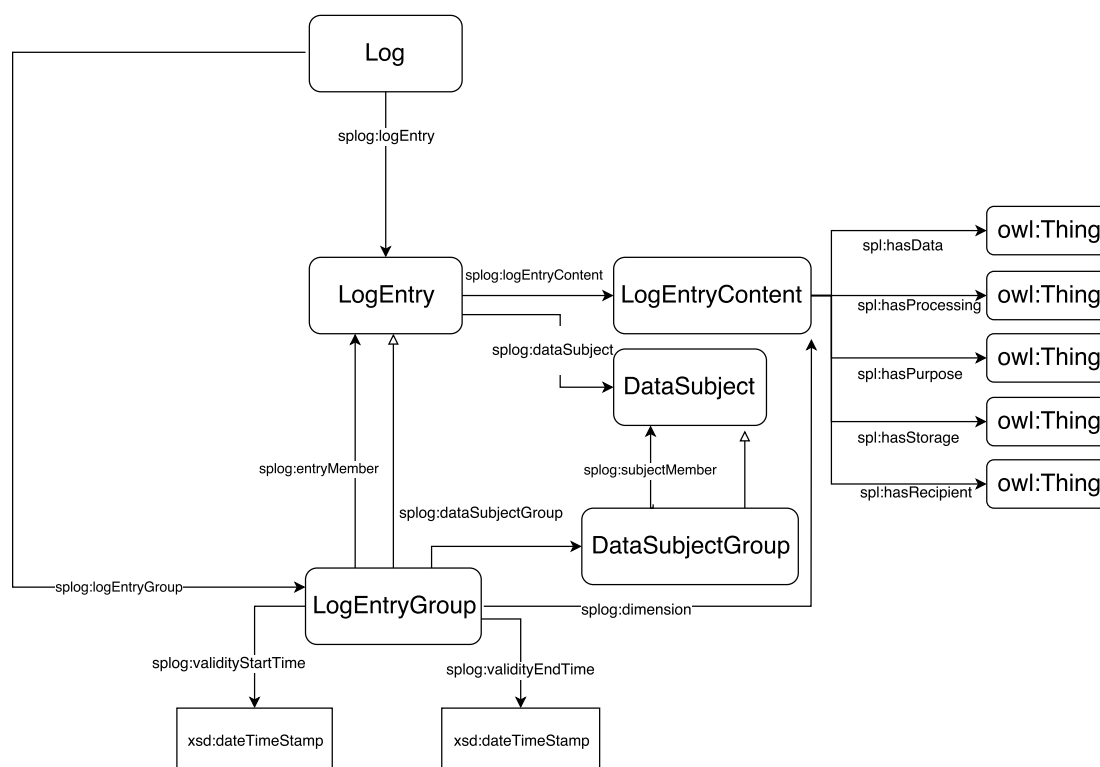 Log
splog:logEntry
owl:Thing
spl:hasData
splog:logEntryContent
LogEntry
LogEntryContent
owl:Thing
spl:hasProcessing
splog:dataSubject
owl:Thing
spl:hasPurpose
DataSubject
owl:Thing
spl:hasStorage
splog:entryMember
splog:subjectMember
owl:Thing
spl:hasRecipient
splog:dataSubjectGroup
DataSubjectGroup
splog:logEntryGroup
LogEntryGroup
splog:dimension
splog:validityStartTime
splog:validityEndTime
xsd:dateTimeStamp
xsd:dateTimeStamp